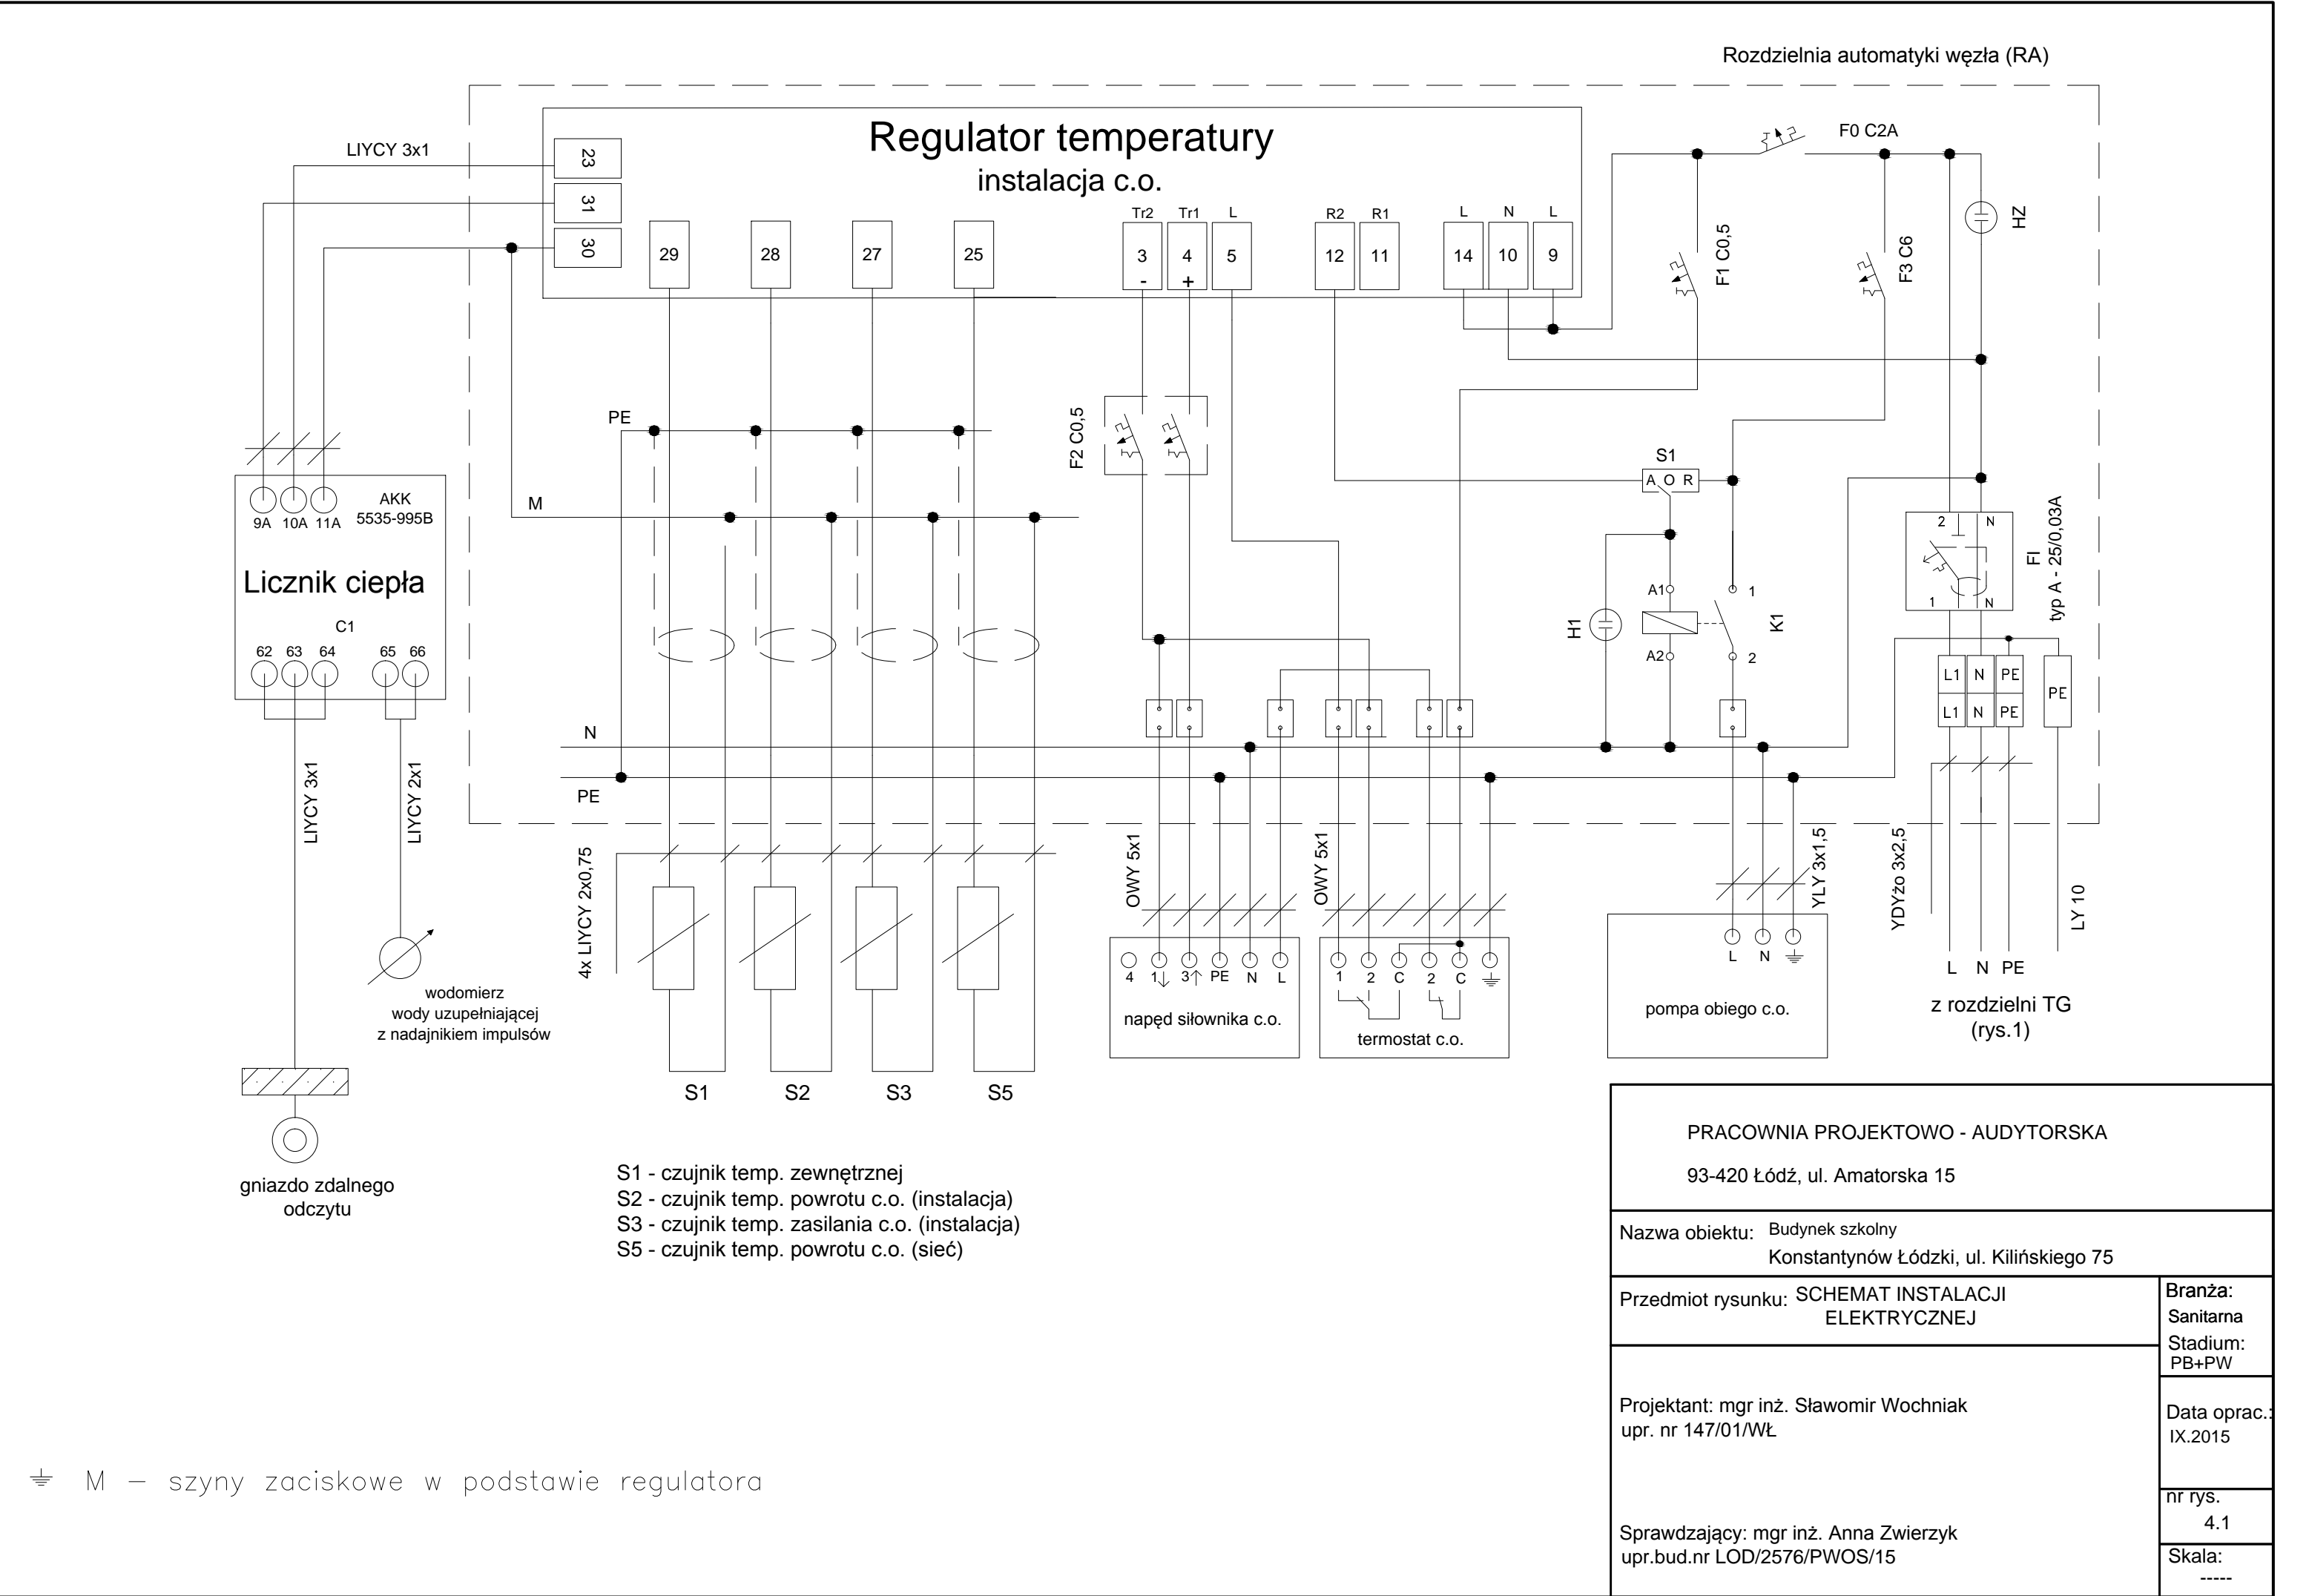 Rozdzielnia automatyki węzła (RA)
Regulator temperatury
instalacja c.o.
LIYCY 3x1
F0 C2A
23
31
30
29
28
27
25
Tr2
Tr1
L
3
4
5
-
+
R2
R1
12
11
L
N
L
14
10
9
F1 C0,5
F3 C6
HZ
PE
F2 C0,5
M
S1
A O R
9A
10A
11A
AKK
5535-995B
Licznik ciepła
C1
62
63
64
65
66
2
N
1
N
FI
typ A - 25/0,03A
H1
A1
A2
1
2
K1
L1
N
PE
L1
N
PE
PE
N
PE
LIYCY 3x1
LIYCY 2x1
4x LIYCY 2x0,75
OWY 5x1
OWY 5x1
YLY 3x1,5
YDYżo 3x2,5
LY 10
4
1↓
3↑
PE
N
L
napęd siłownika c.o.
1
2
C
2
C
termostat c.o.
L
N
pompa obiego c.o.
L
N
PE
z rozdzielni TG
(rys.1)
wodomierz
wody uzupełniającej
z nadajnikiem impulsów
gniazdo zdalnego
odczytu
S1
S2
S3
S5
S1 - czujnik temp. zewnętrznej
S2 - czujnik temp. powrotu c.o. (instalacja)
S3 - czujnik temp. zasilania c.o. (instalacja)
S5 - czujnik temp. powrotu c.o. (sieć)
M – szyny zaciskowe w podstawie regulatora
PRACOWNIA PROJEKTOWO - AUDYTORSKA
93-420 Łódź, ul. Amatorska 15
Nazwa obiektu: Budynek szkolny
Konstantynów Łódzki, ul. Kilińskiego 75
Przedmiot rysunku: SCHEMAT INSTALACJI
ELEKTRYCZNEJ
Branża:
Sanitarna
Stadium:
PB+PW
Projektant: mgr inż. Sławomir Wochniak
upr. nr 147/01/WŁ
Data oprac.:
IX.2015
Sprawdzający: mgr inż. Anna Zwierzyk
upr.bud.nr LOD/2576/PWOS/15
nr rys.
4.1
Skala:
-----